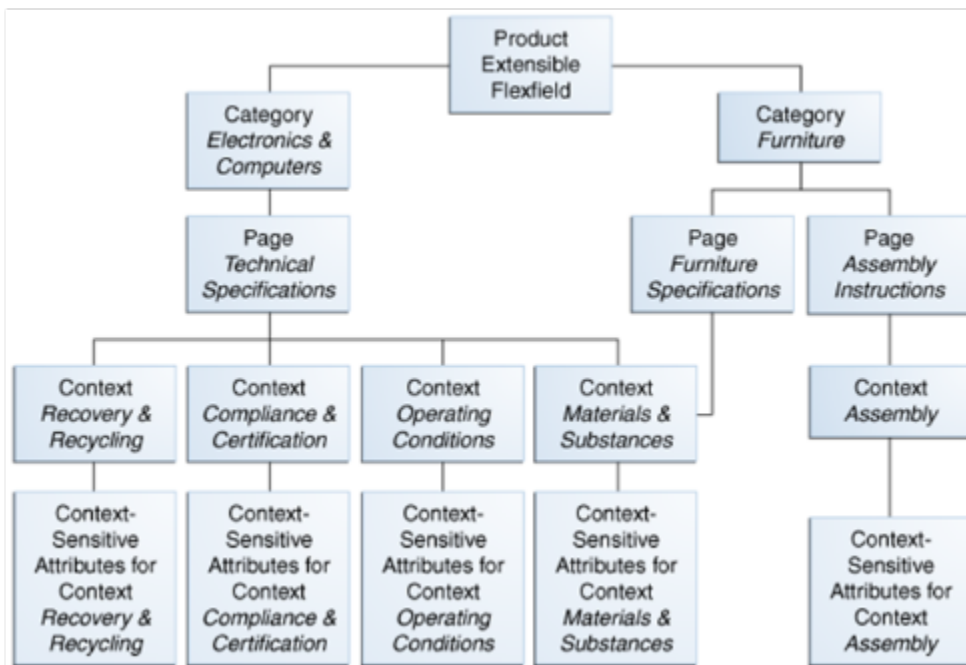 Product
Extensible
Flexfield
Category
Electronics &
Computers
Category
Furniture
Page
Technical
Specifications
Page
Furniture
Specifications
Page
Assembly
Instructions
Context
Recovery &
Recycling
Context
Compliance &
Certification
Context
Operating
Conditions
Context
Materials &
Substances
Context
Assembly
Context-
Sensitive
Attributes for
Context
Recovery &
Recycling
Context-
Sensitive
Attributes for
Context
Compliance &
Certification
Context-
Sensitive
Attributes for
Context
Operating
Conditions
Context-
Sensitive
Attributes for
Context
Materials &
Substances
Context-
Sensitive
Attributes for
Context
Assembly